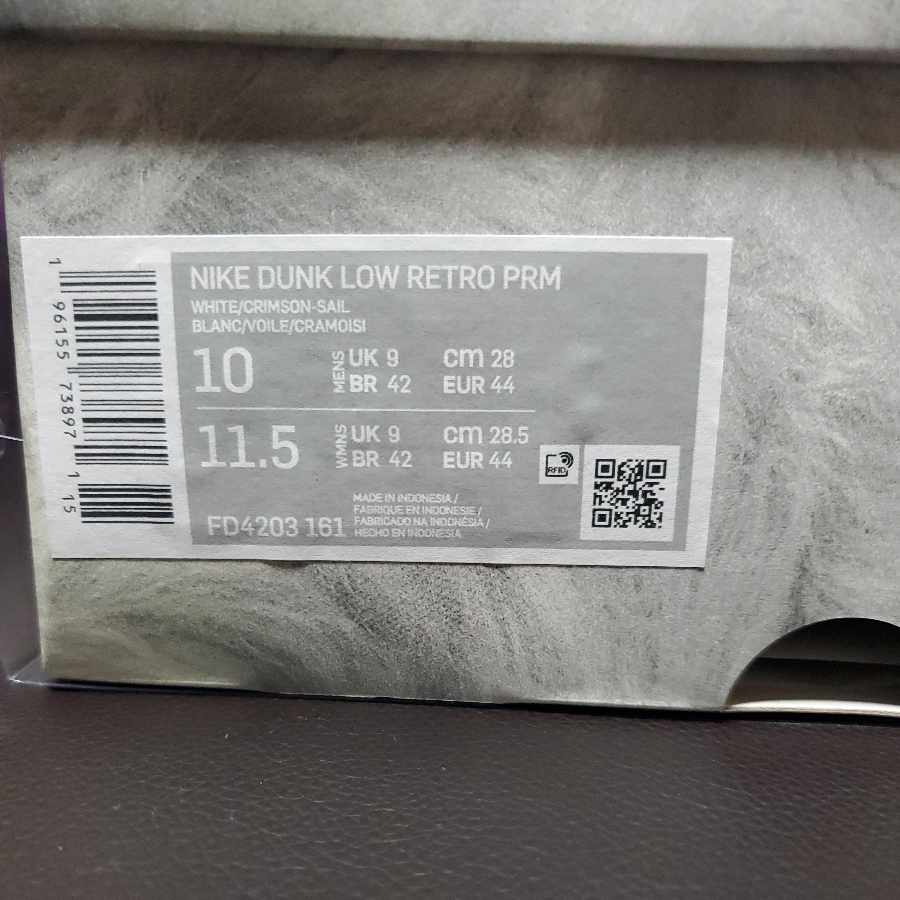 NIKE DUNK LOW RETRO PRM
WHITE/CRIMSON-SAIL
BLANC/VOILE/CRAMOISI
10 MENS UK 9 CM 28
BR 42 EUR 44
11.5 WMNS UK 9 CM 28.5
BR 42 EUR 44
RFID
MADE IN INDONESIA /
FABRIQUE EN INDONESIE /
FABRICADO NA INDONÉSIA /
HECHO EN INDONESIA
FD4203 161
1 96155 73897 1 15